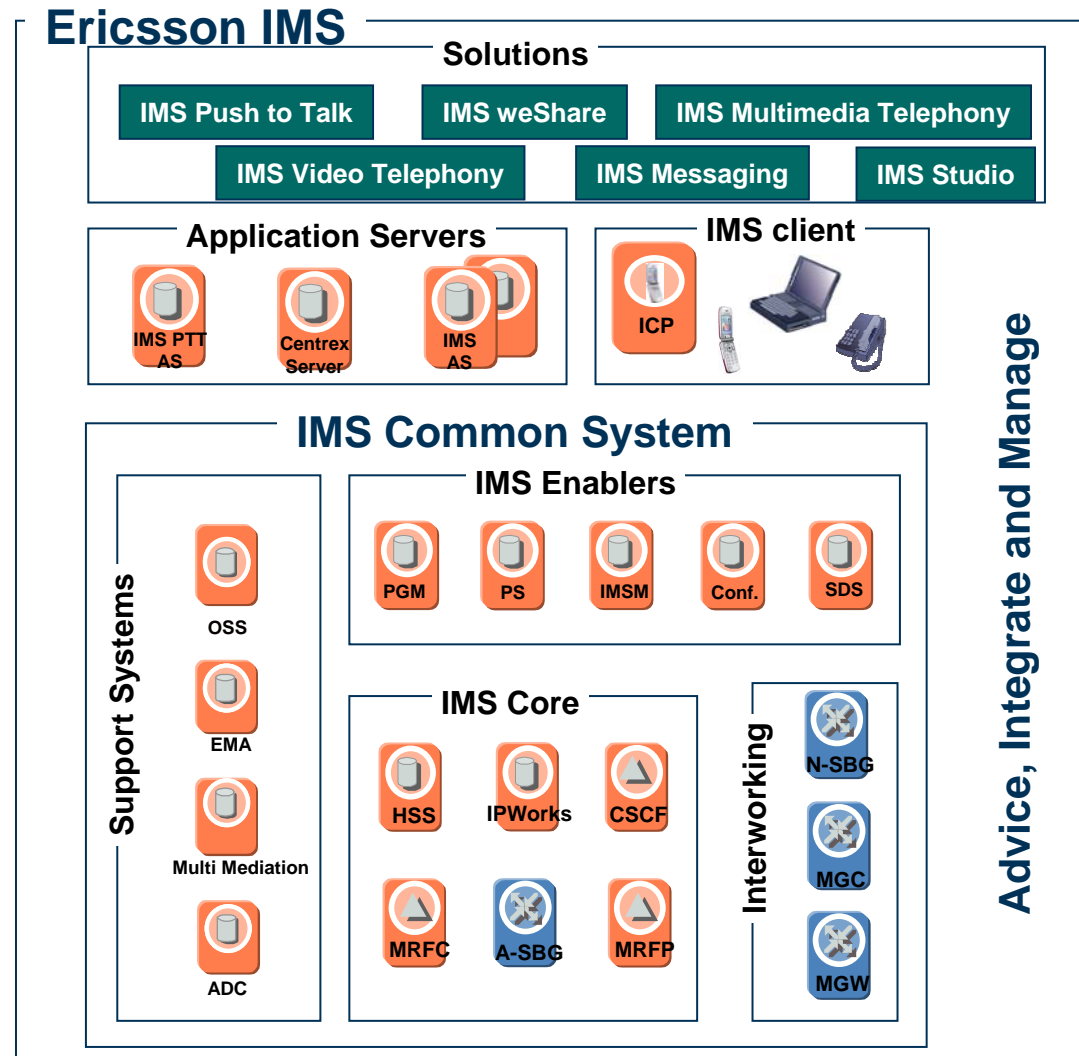 Ericsson IMS
Solutions
IMS Push to Talk
IMS weShare
IMS Multimedia Telephony
IMS Video Telephony
IMS Messaging
IMS Studio
Application Servers
IMS PTT
AS
Centrex
Server
IMS
AS
IMS client
ICP
Advice, Integrate and Manage
IMS Common System
Support Systems
OSS
EMA
Multi Mediation
ADC
IMS Enablers
PGM
PS
IMSM
Conf.
SDS
IMS Core
HSS
IPWorks
CSCF
MRFC
A-SBG
MRFP
Interworking
N-SBG
MGC
MGW